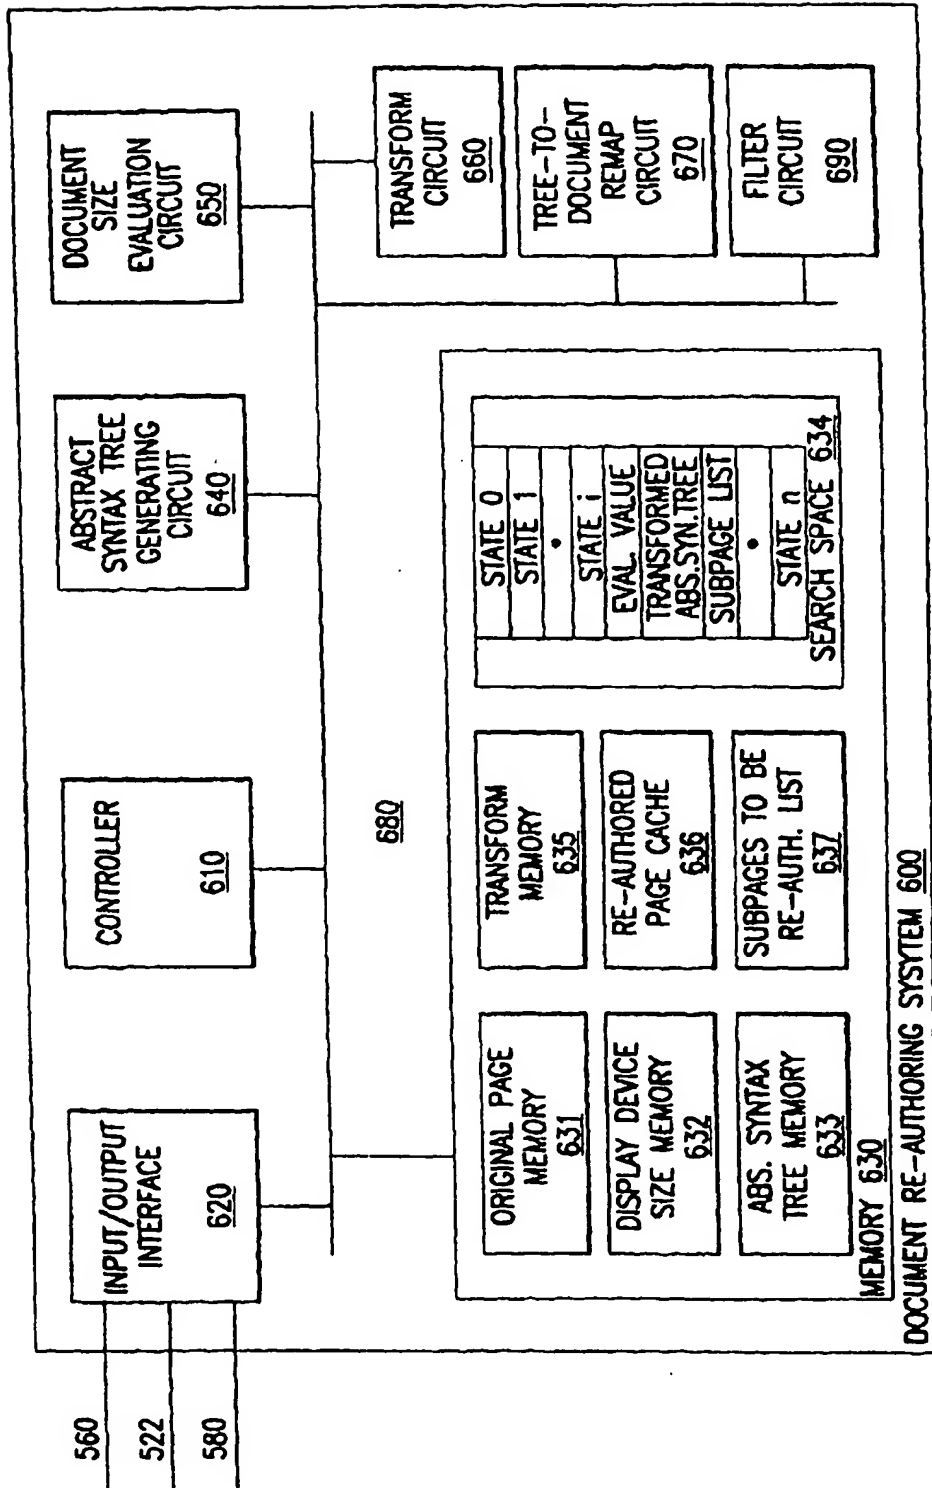 560
522
580
INPUT/OUTPUT
INTERFACE
620
CONTROLLER
610
ABSTRACT
SYNTAX TREE
GENERATING
CIRCUIT
640
DOCUMENT
SIZE
EVALUATION
CIRCUIT
650
680
TRANSFORM
CIRCUIT
660
TREE-TO-
DOCUMENT
REMAP
CIRCUIT
670
FILTER
CIRCUIT
690
ORIGINAL PAGE
MEMORY
631
DISPLAY DEVICE
SIZE MEMORY
632
ABS. SYNTAX
TREE MEMORY
633
TRANSFORM
MEMORY
635
RE-AUTHORED
PAGE CACHE
636
SUBPAGES TO BE
RE-AUTH. LIST
637
STATE 0
STATE 1
•
STATE i
EVAL. VALUE
TRANSFORMED
ABS.SYN.TREE
SUBPAGE LIST
•
STATE n
SEARCH SPACE 634
MEMORY 630
DOCUMENT RE-AUTHORING SYSYTEM 600